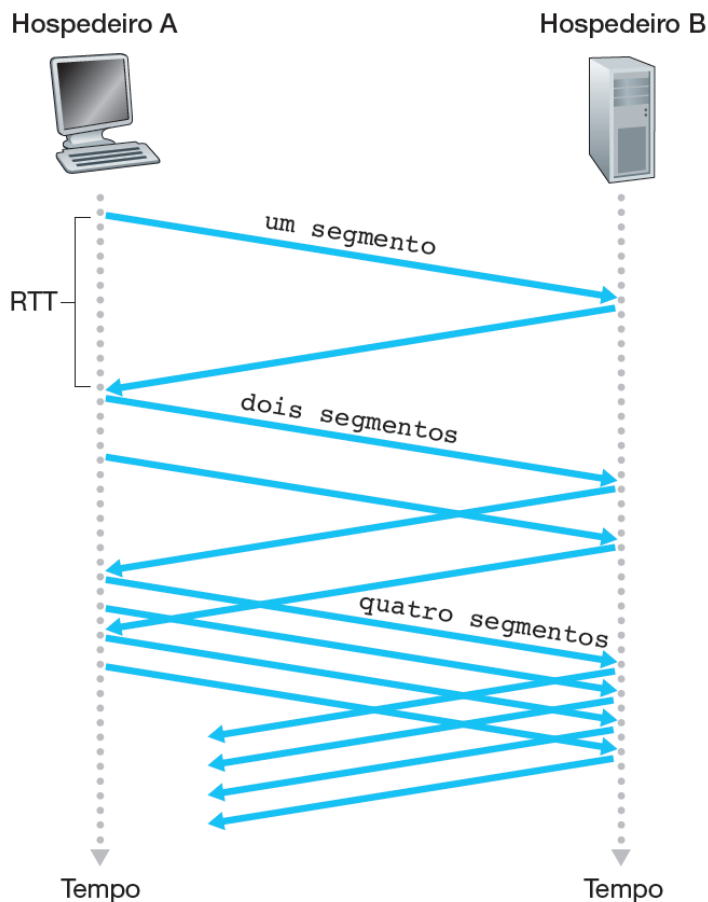 Hospedeiro A
Hospedeiro B
um segmento
RTT
dois segmentos
quatro segmentos
Tempo
Tempo